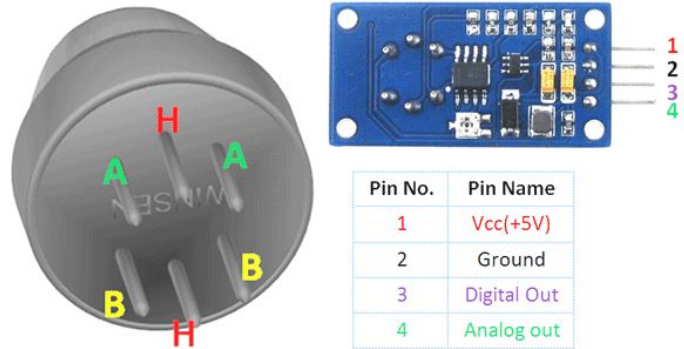 H
A
A
WINSEN
B
B
H
1
2
3
4
Pin No. Pin Name
1 Vcc(+5V)
2 Ground
3 Digital Out
4 Analog out